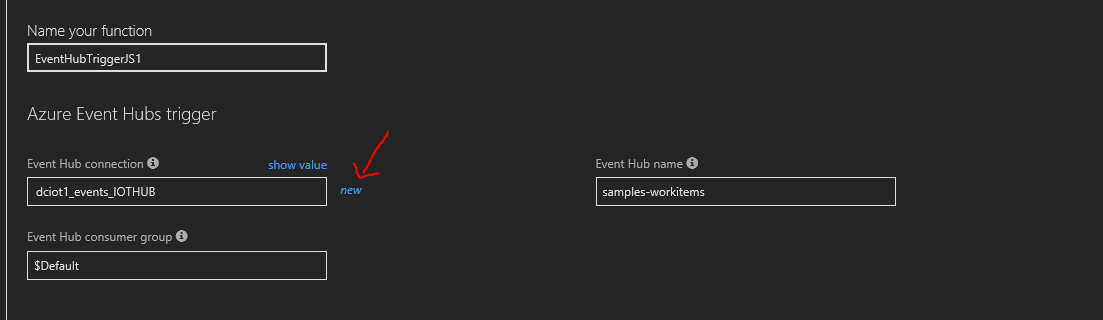 Name your function
EventHubTriggerJS1
Azure Event Hubs trigger
Event Hub connection show value
dciot1_events_IOTHUB new
Event Hub name
samples-workitems
Event Hub consumer group
$Default